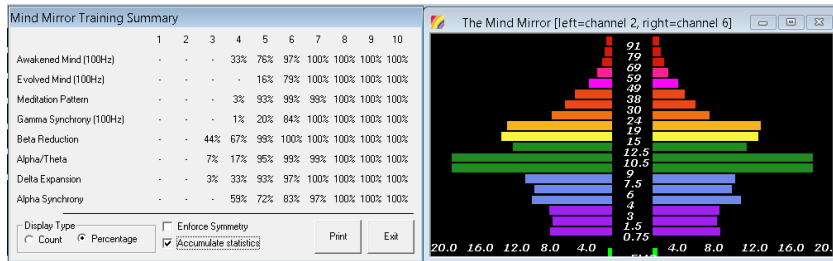 Mind Mirror Training Summary
1 2 3 4 5 6 7 8 9 10
Awakened Mind (100Hz) - - - 33% 76% 97% 100% 100% 100% 100%
Evolved Mind (100Hz) - - - - 16% 79% 100% 100% 100% 100%
Meditation Pattern - - - 3% 93% 99% 99% 100% 100% 100%
Gamma Synchrony (100Hz) - - - 1% 20% 84% 100% 100% 100% 100%
Beta Reduction - - 44% 67% 99% 100% 100% 100% 100% 100%
Alpha/Theta - - 7% 17% 95% 99% 99% 100% 100% 100%
Delta Expansion - - 3% 33% 93% 97% 100% 100% 100% 100%
Alpha Synchrony - - - 59% 72% 83% 97% 100% 100% 100%
Display Type
Count Percentage
Enforce Symmetry
Accumulate statistics
Print Exit
The Mind Mirror [left=channel 2, right=channel 6]
91
79
69
59
49
38
30
24
19
15
12.5
10.5
9
7.5
6
4
3
1.5
0.75
20.0 16.0 12.0 8.0 4.0 4.0 8.0 12.0 16.0 20.